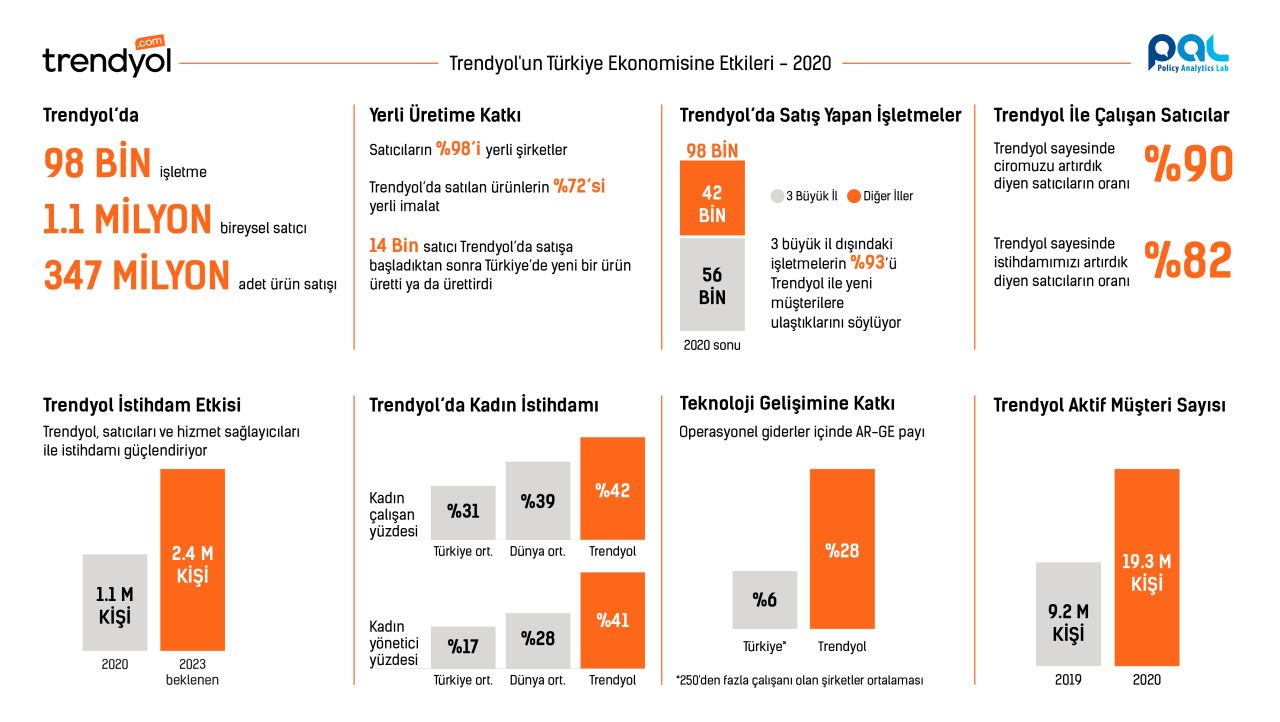 trendyol
.com
Trendyol'un Türkiye Ekonomisine Etkileri – 2020
pal
Policy Analytics Lab
Trendyol’da
98 BİN işletme
1.1 MİLYON bireysel satıcı
347 MİLYON adet ürün satışı
Yerli Üretime Katkı
Satıcıların %98’i yerli şirketler
Trendyol’da satılan ürünlerin %72’si
yerli imalat
14 Bin satıcı Trendyol’da satışa
başladıktan sonra Türkiye’de yeni bir ürün
üretti ya da ürettirdi
Trendyol’da Satış Yapan İşletmeler
98 BİN
42
BİN
56
BİN
2020 sonu
3 Büyük İl
Diğer İller
3 büyük il dışındaki
işletmelerin %93’ü
Trendyol ile yeni
müşterilere
ulaştıklarını söylüyor
Trendyol İle Çalışan Satıcılar
Trendyol sayesinde
ciromuzu artırdık
diyen satıcıların oranı
%90
Trendyol sayesinde
istihdamımızı artırdık
diyen satıcıların oranı
%82
Trendyol İstihdam Etkisi
Trendyol, satıcıları ve hizmet sağlayıcıları
ile istihdamı güçlendiriyor
1.1 M
KİŞİ
2.4 M
KİŞİ
2020
2023
beklenen
Trendyol’da Kadın İstihdamı
Kadın
çalışan
yüzdesi
%31
%39
%42
Türkiye ort.
Dünya ort.
Trendyol
Kadın
yönetici
yüzdesi
%17
%28
%41
Türkiye ort.
Dünya ort.
Trendyol
Teknoloji Gelişimine Katkı
Operasyonel giderler içinde AR-GE payı
%6
%28
Türkiye*
Trendyol
*250'den fazla çalışanı olan şirketler ortalaması
Trendyol Aktif Müşteri Sayısı
9.2 M
KİŞİ
19.3 M
KİŞİ
2019
2020